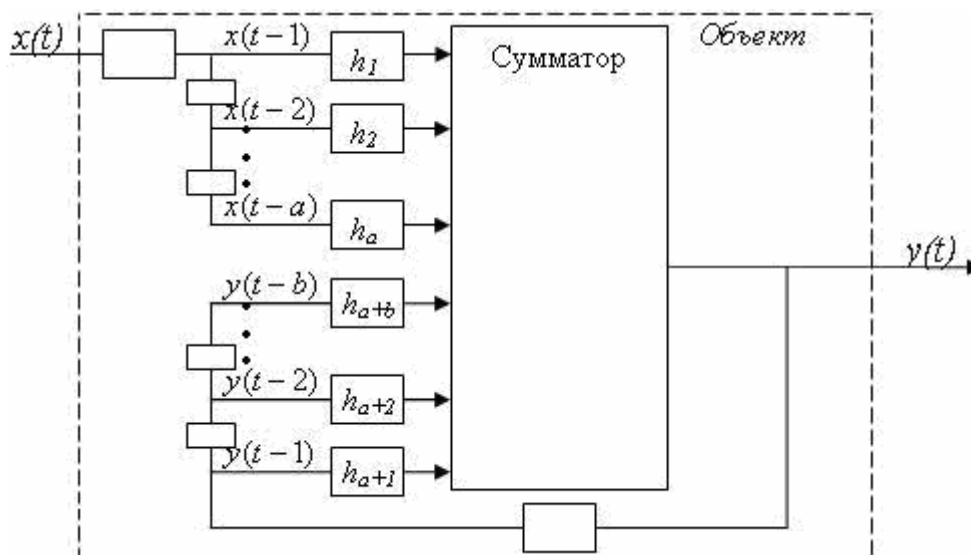 x(t)
x(t−1)
h1
Сумматор
Объект
x(t−2)
h2
x(t−a)
ha
y(t)
y(t−b)
ha+b
y(t−2)
ha+2
y(t−1)
ha+1